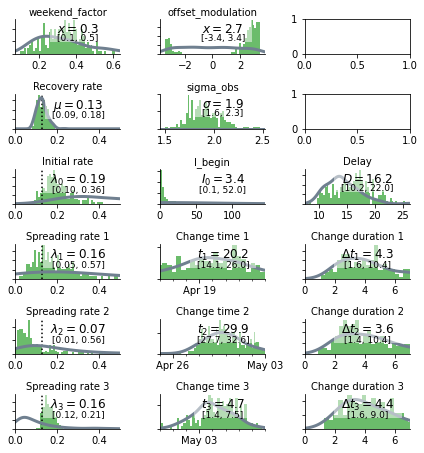 weekend_factor offset_modulation
x = 0.3 x = 2.7 1
[0.1, 0.5] [-3.4, 3.4] 0
0.2 0.4 0.6 −2 0 2 0.0 0.5 1.0
Recovery rate sigma_obs
μ = 0.13 σ = 1.9 1
[0.09, 0.18] [1.6, 2.3] 0
0.0 0.2 0.4 1.5 2.0 2.5 0.0 0.5 1.0
Initial rate I_begin Delay
λ0 = 0.19 I0 = 3.4 D = 16.2
[0.10, 0.36] [0.1, 52.0] [10.2, 22.0]
0.0 0.2 0.4 0 50 100 10 15 20 25
Spreading rate 1 Change time 1 Change duration 1
λ1 = 0.16 t1 = 20.2 Δt1 = 4.3
[0.05, 0.57] [14.1, 26.0] [1.6, 10.4]
0.0 0.2 0.4 Apr 19 0 2 4 6
Spreading rate 2 Change time 2 Change duration 2
λ2 = 0.07 t2 = 29.9 Δt2 = 3.6
[0.01, 0.56] [27.7, 32.6] [1.4, 10.4]
0.0 0.2 0.4 Apr 26 May 03 0 2 4 6
Spreading rate 3 Change time 3 Change duration 3
λ3 = 0.16 t3 = 4.7 Δt3 = 4.4
[0.12, 0.21] [1.4, 7.5] [1.6, 9.0]
0.0 0.2 0.4 May 03 0 2 4 6